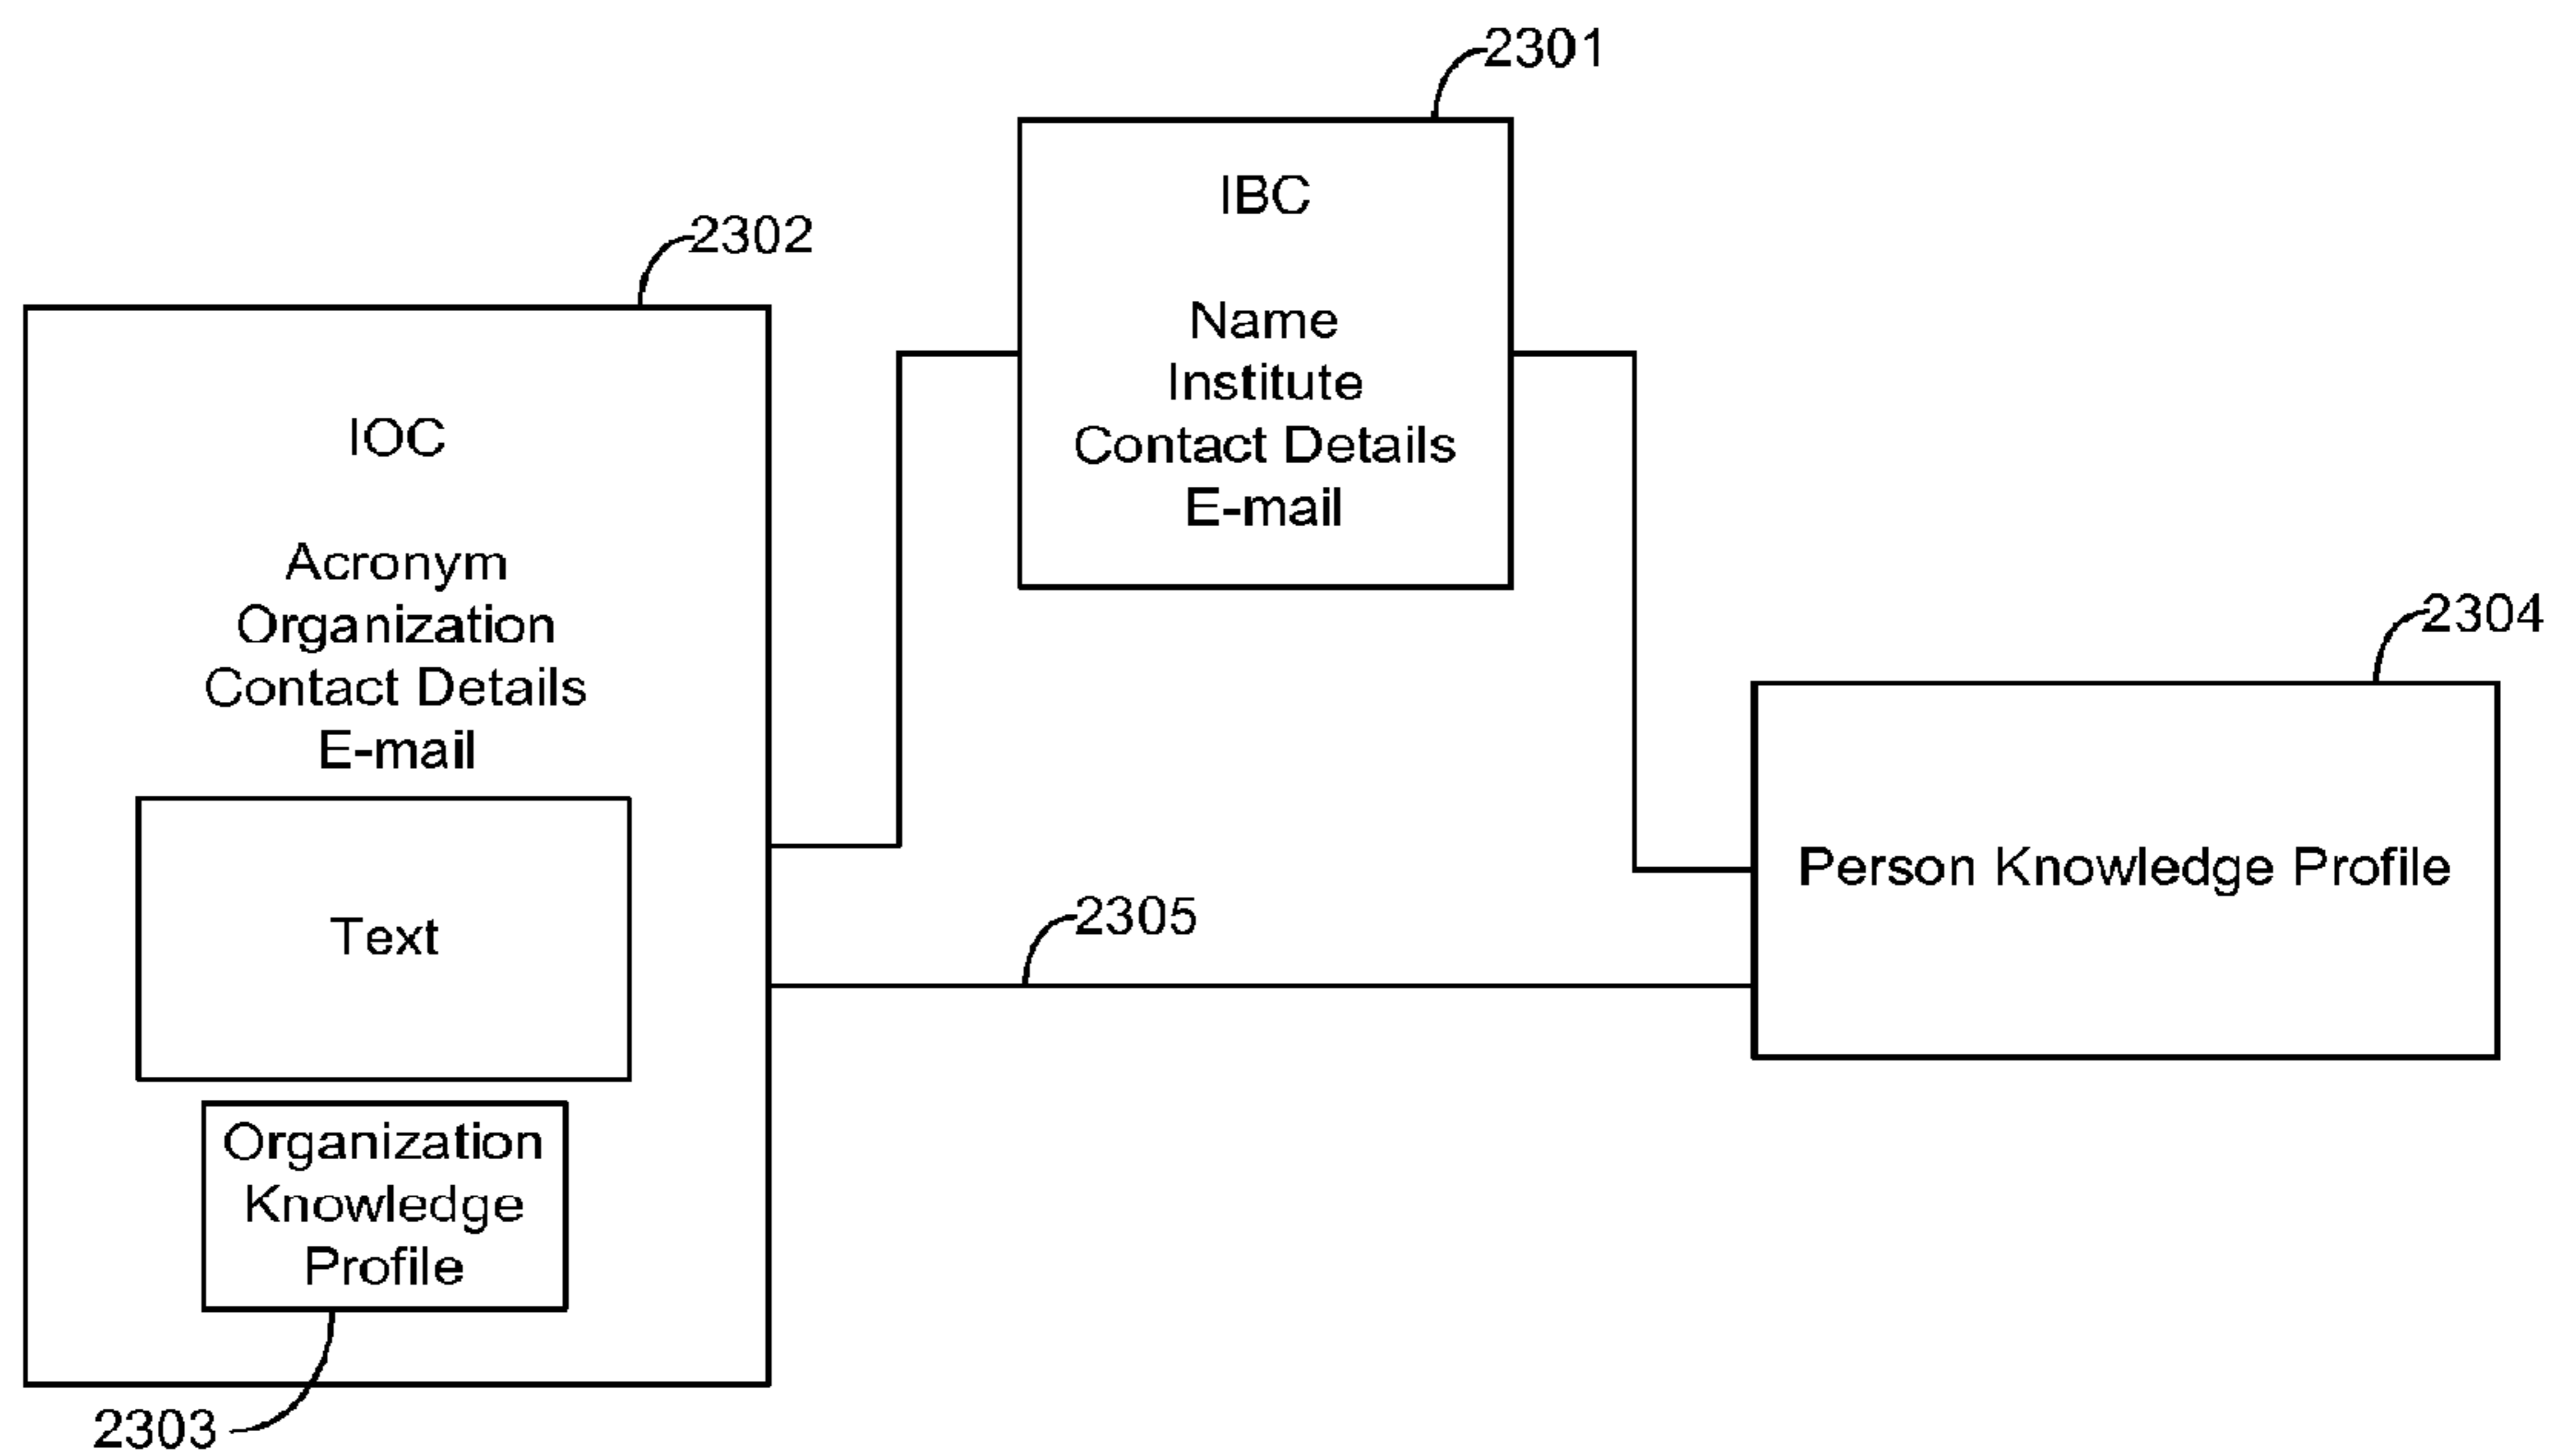 2301
IBC
Name
Institute
Contact Details
E-mail
2302
IOC
Acronym
Organization
Contact Details
E-mail
Text
Organization
Knowledge
Profile
2303
2304
Person Knowledge Profile
2305